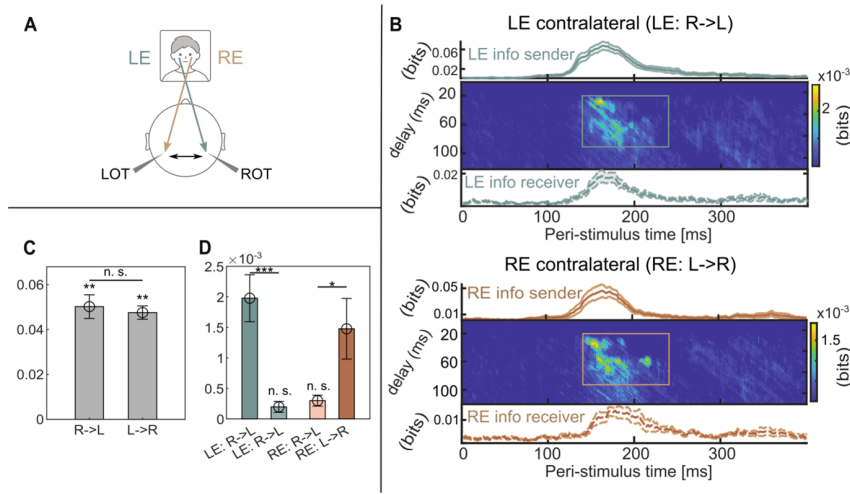 A
LE
RE
LOT
ROT
B
LE contralateral (LE: R->L)
(bits)
0.06
0.02
LE info sender
×10-3
delay (ms)
20
60
100
2
(bits)
(bits)
0.02
LE info receiver
0
100
200
300
Peri-stimulus time [ms]
RE contralateral (RE: L->R)
(bits)
0.05
0.01
RE info sender
×10-3
delay (ms)
20
60
100
1.5
(bits)
(bits)
0.01
RE info receiver
0
100
200
300
Peri-stimulus time [ms]
C
n. s.
**
**
0.06
0.04
0.02
0
R->L
L->R
D
×10-3
2.5
2
1.5
1
0.5
0
***
*
n. s.
n. s.
LE: R->L
LE: R->L
RE: R->L
RE: L->R